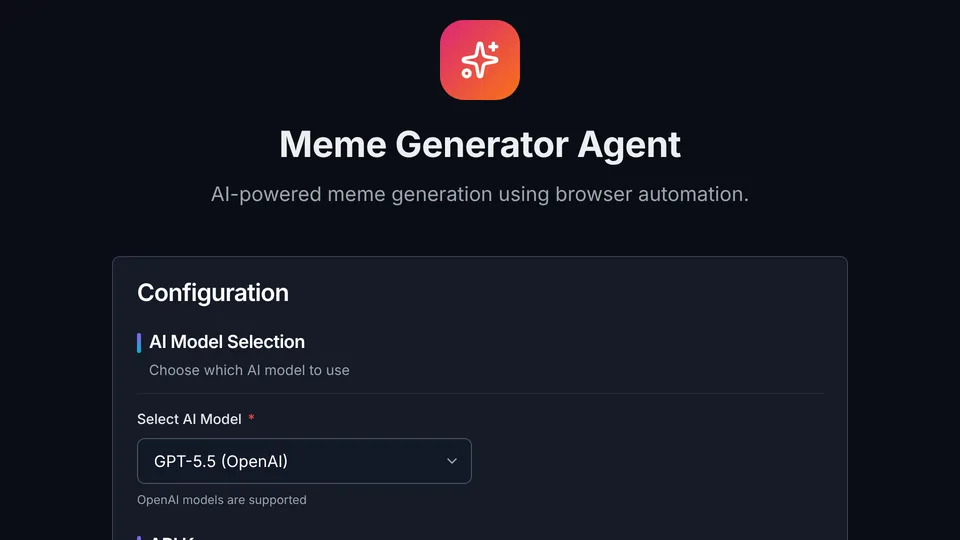 Meme Generator Agent
AI-powered meme generation using browser automation.
Configuration
AI Model Selection
Choose which AI model to use
Select AI Model *
GPT-5.5 (OpenAI)
OpenAI models are supported